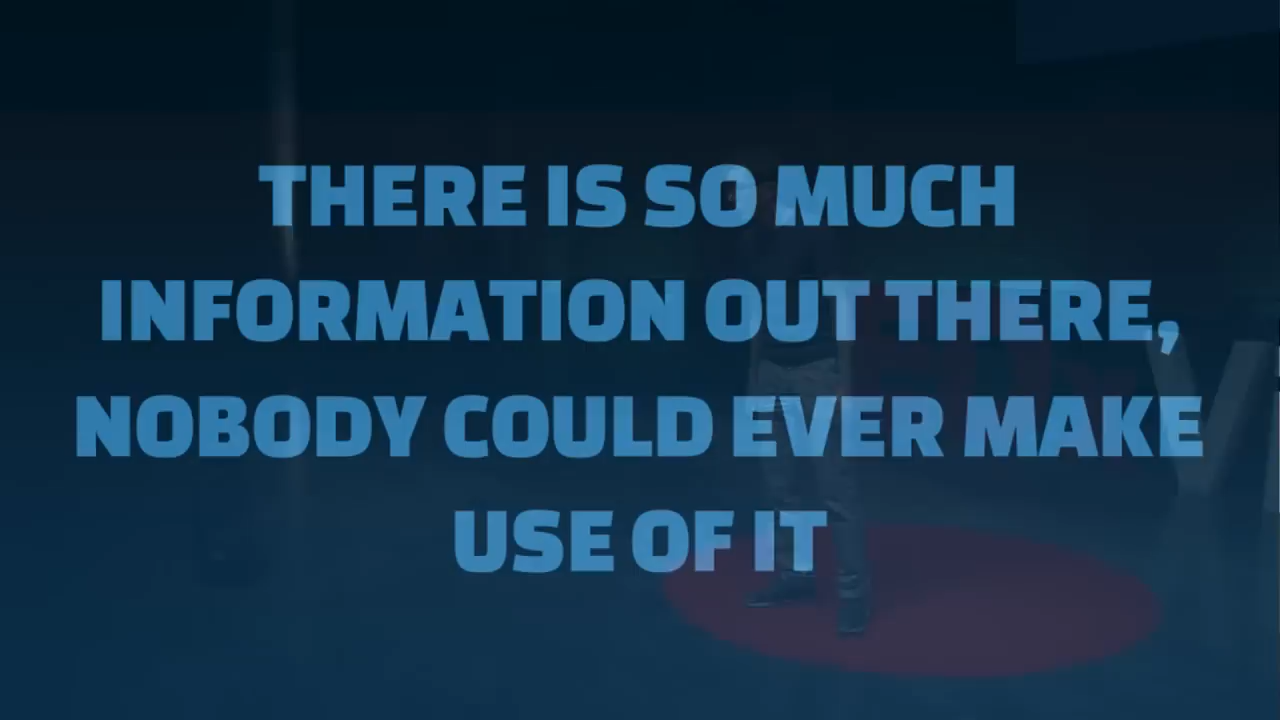 THERE IS SO MUCH
INFORMATION OUT THERE,
NOBODY COULD EVER MAKE
USE OF IT